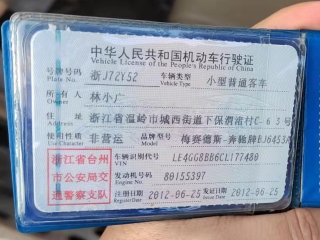 中华人民共和国机动车行驶证
Vehicle License of the People's Republic of China
号牌号码 浙J7ZY52 车辆类型 小型普通客车
Plate No. Vehicle Type
所有人 林小广
Owner
住址 浙江省温岭市城西街道下保渭渚村C-63号
Address
使用性质 非营运 品牌型号 梅赛德斯-奔驰牌BJ6453A
Use Character Model
浙江省台州 车辆识别代号 LE4GG8BB6CL177480
市公安局交 VIN
通警察支队 发动机号码 80155397
Engine No.
注册日期 2012-06-25 发证日期 2012-06-25
Register Date Issue Date